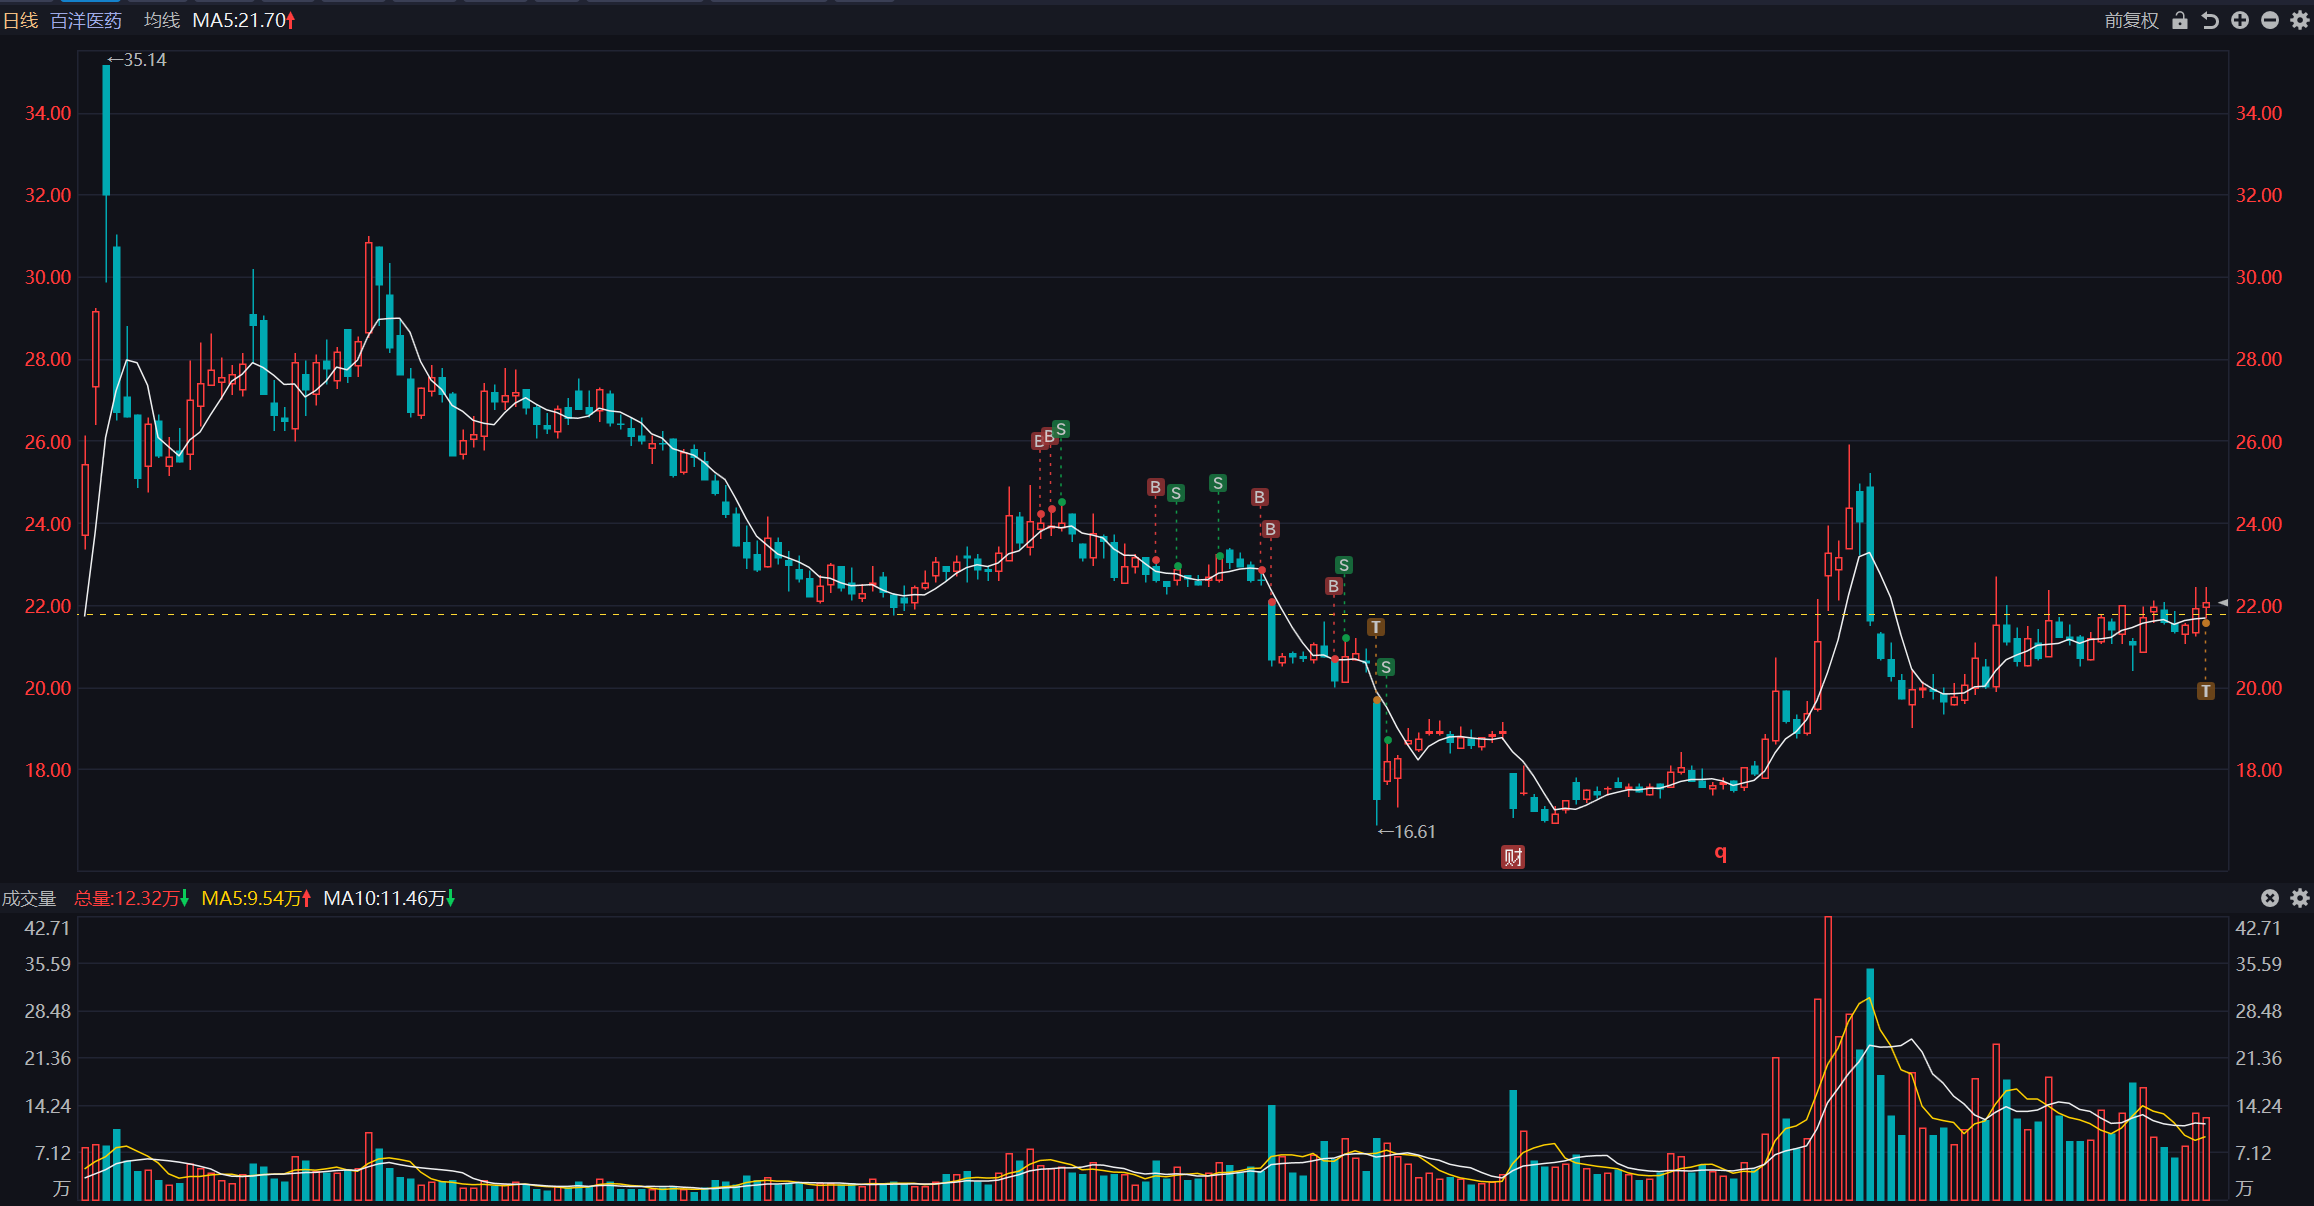 日线 百洋医药 均线 MA5:21.70↑ 前复权
←35.14
34.00 34.00
32.00 32.00
30.00 30.00
28.00 28.00
26.00 B B S 26.00
B S S B
24.00 B 24.00
B S
22.00 T 22.00
S
20.00 T 20.00
18.00 18.00
←16.61
财 q
成交量 总量:12.32万↓ MA5:9.54万↑ MA10:11.46万↓
42.71 42.71
35.59 35.59
28.48 28.48
21.36 21.36
14.24 14.24
7.12 7.12
万 万